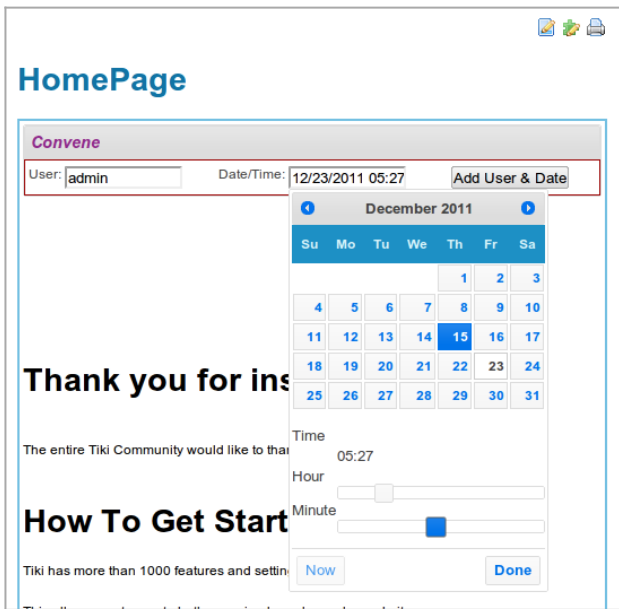 HomePage
Convene
User: admin Date/Time: 12/23/2011 05:27 Add User & Date
December 2011
Su Mo Tu We Th Fr Sa
1 2 3
4 5 6 7 8 9 10
11 12 13 14 15 16 17
18 19 20 21 22 23 24
25 26 27 28 29 30 31
Time
05:27
Hour
Minute
Now Done
Thank you for ins
The entire Tiki Community would like to tha
How To Get Start
Tiki has more than 1000 features and settin